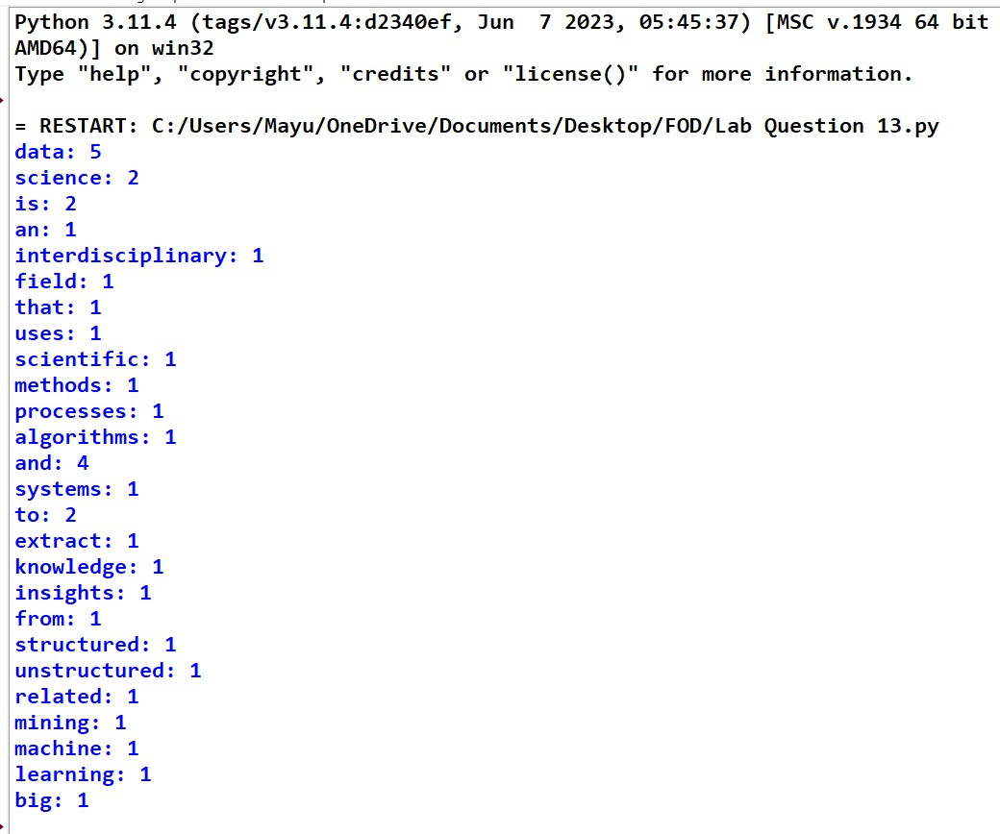 Python 3.11.4 (tags/v3.11.4:d2340ef, Jun  7 2023, 05:45:37) [MSC v.1934 64 bit
AMD64)] on win32
Type "help", "copyright", "credits" or "license()" for more information.
= RESTART: C:/Users/Mayu/OneDrive/Documents/Desktop/FOD/Lab Question 13.py
data: 5
science: 2
is: 2
an: 1
interdisciplinary: 1
field: 1
that: 1
uses: 1
scientific: 1
methods: 1
processes: 1
algorithms: 1
and: 4
systems: 1
to: 2
extract: 1
knowledge: 1
insights: 1
from: 1
structured: 1
unstructured: 1
related: 1
mining: 1
machine: 1
learning: 1
big: 1